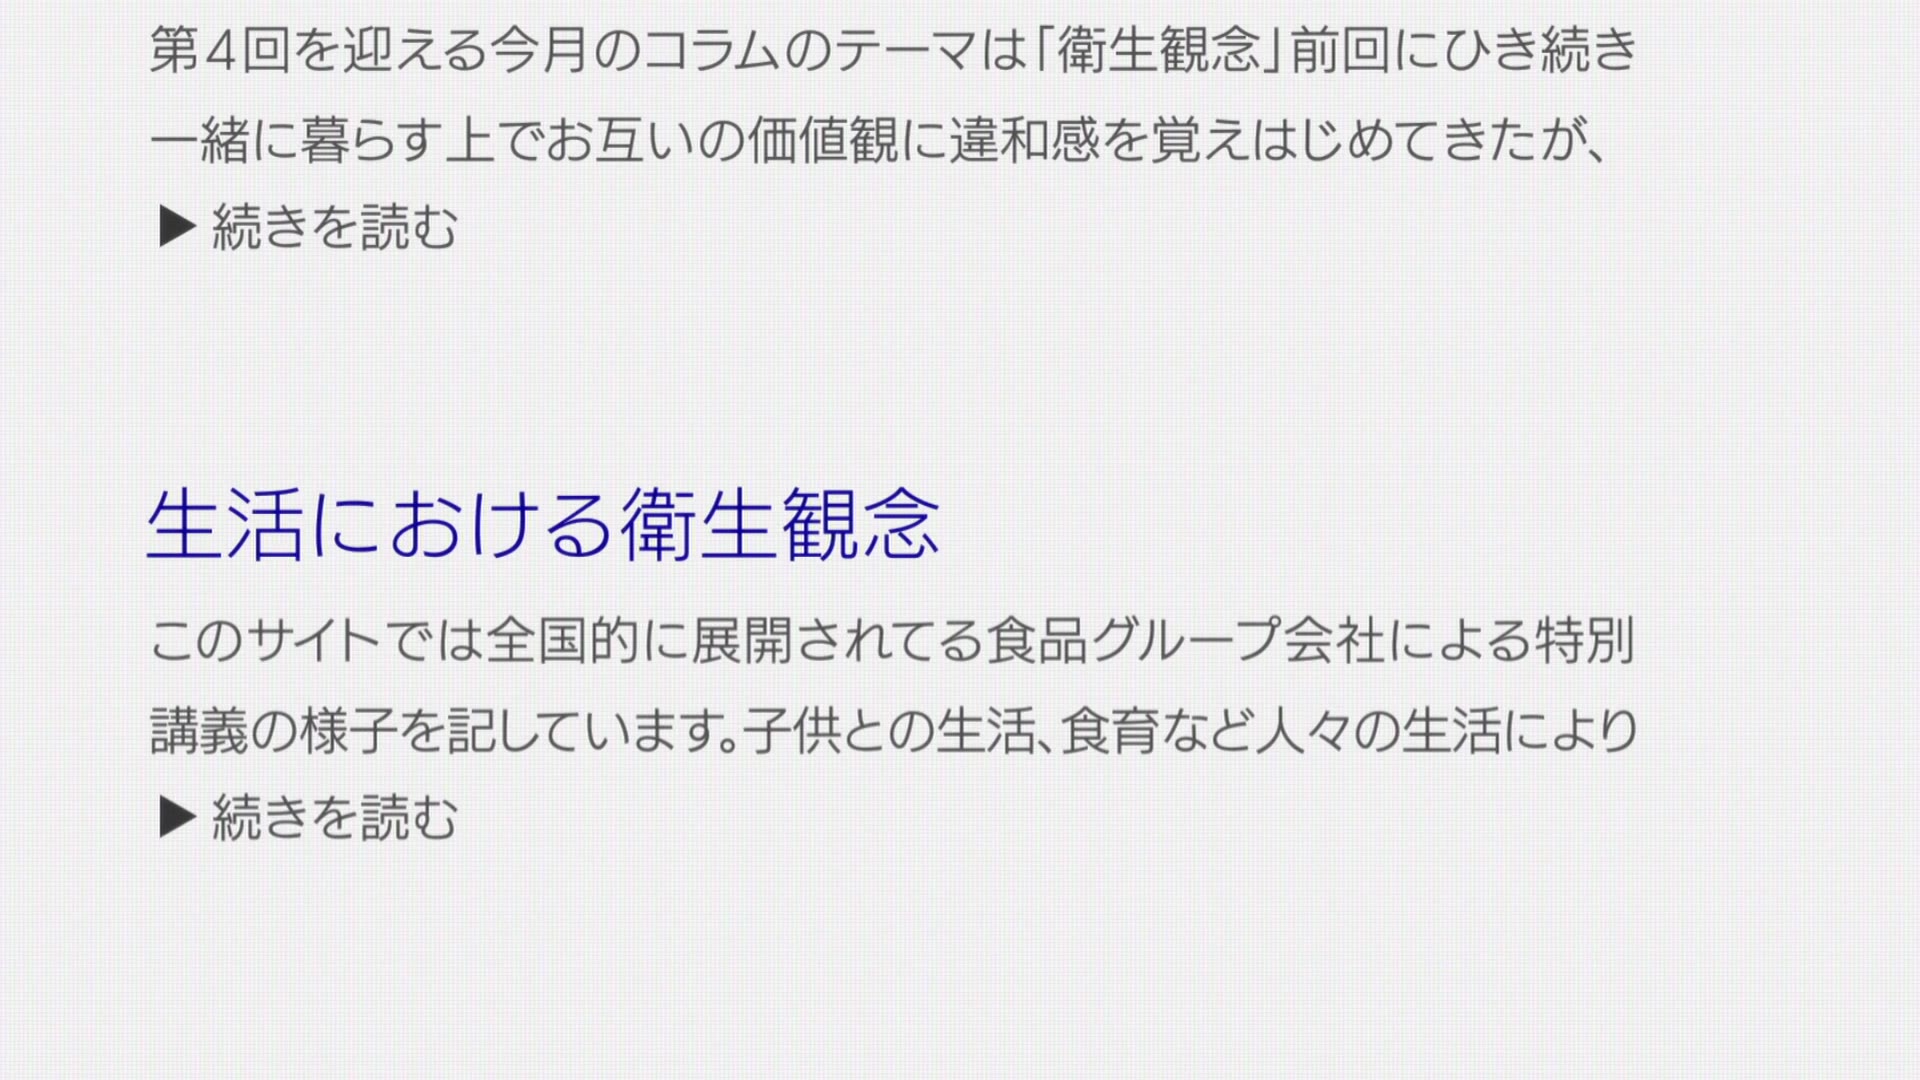 第4回を迎える今月のコラムのテーマは「衛生観念」前回にひき続き
一緒に暮らす上でお互いの価値観に違和感を覚えはじめてきたが、
▶ 続きを読む
生活における衛生観念
このサイトでは全国的に展開されてる食品グループ会社による特別
講義の様子を記しています。子供との生活、食育など人々の生活により
▶ 続きを読む